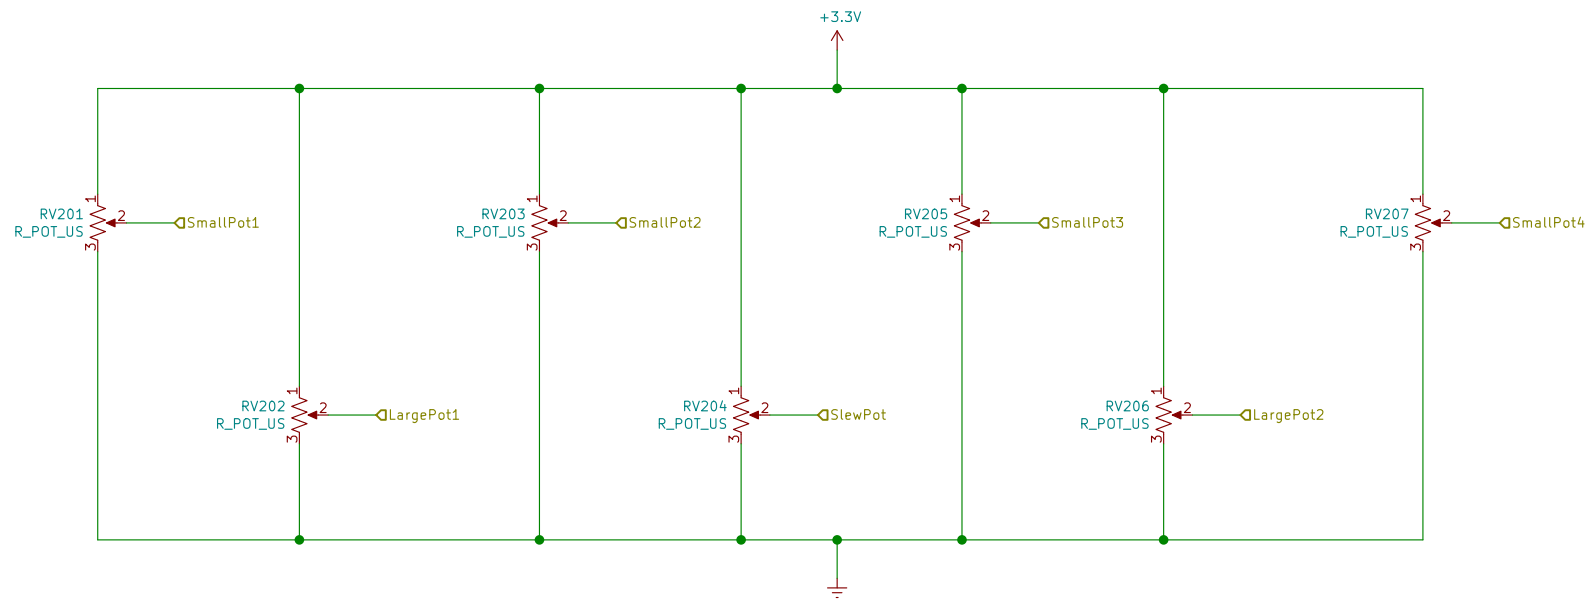 +3.3V
1
RV201
R_POT_US
2
3
SmallPot1
1
RV203
R_POT_US
2
3
SmallPot2
1
RV205
R_POT_US
2
3
SmallPot3
1
RV207
R_POT_US
2
3
SmallPot4
1
RV202
R_POT_US
2
3
LargePot1
1
RV204
R_POT_US
2
3
SlewPot
1
RV206
R_POT_US
2
3
LargePot2